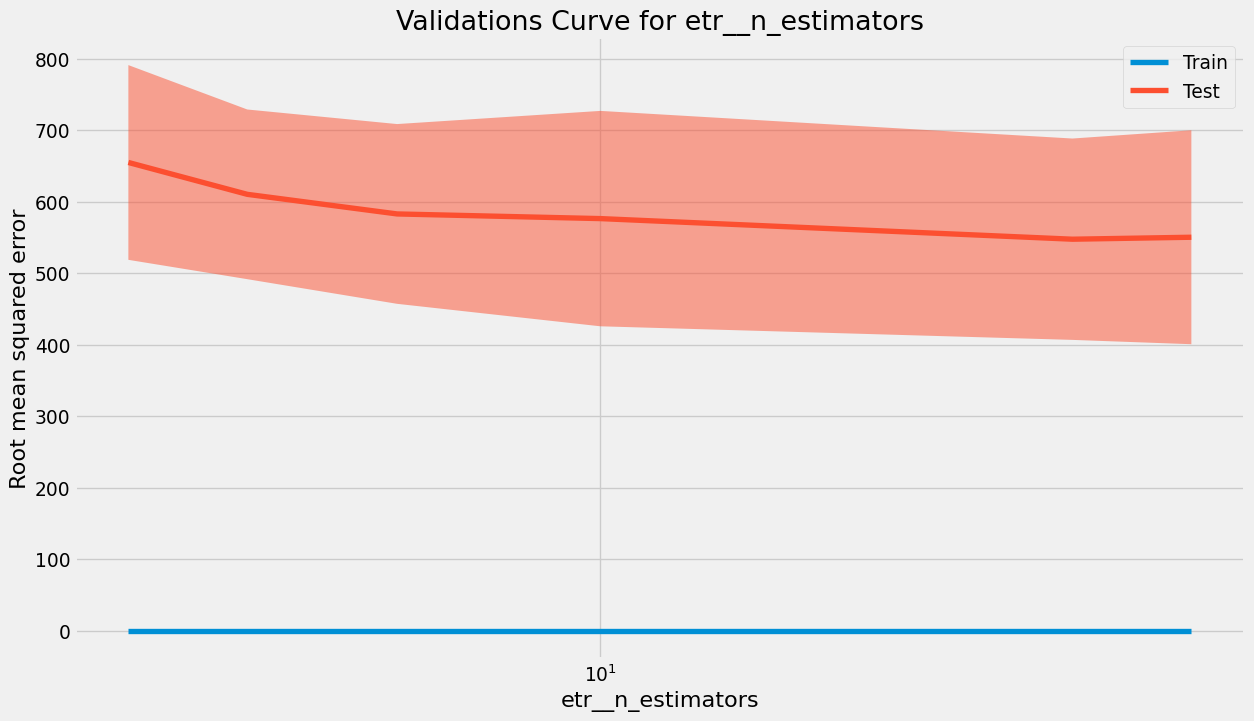 Validations Curve for etr__n_estimators
Train
Test
Root mean squared error
800
700
600
500
400
300
200
100
0
10¹
etr__n_estimators